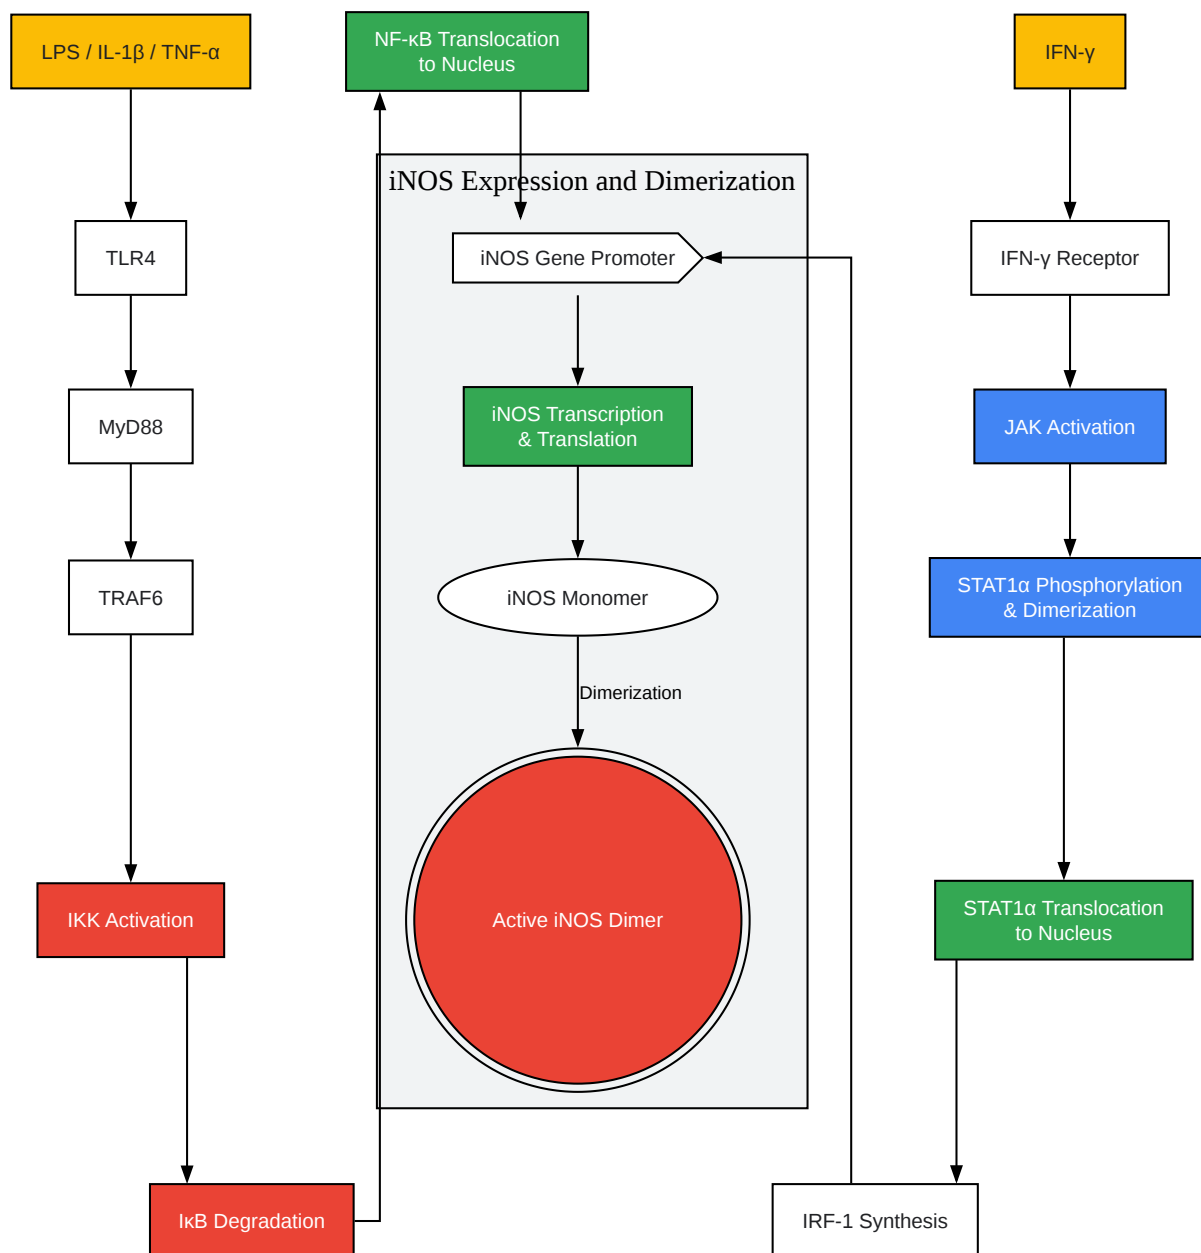 LPS / IL-1β / TNF-α
TLR4
MyD88
TRAF6
IKK Activation
IκB Degradation
NF-κB Translocation
to Nucleus
iNOS Expression and Dimerization
iNOS Gene Promoter
iNOS Transcription
& Translation
iNOS Monomer
Dimerization
Active iNOS Dimer
IFN-γ
IFN-γ Receptor
JAK Activation
STAT1α Phosphorylation
& Dimerization
STAT1α Translocation
to Nucleus
IRF-1 Synthesis